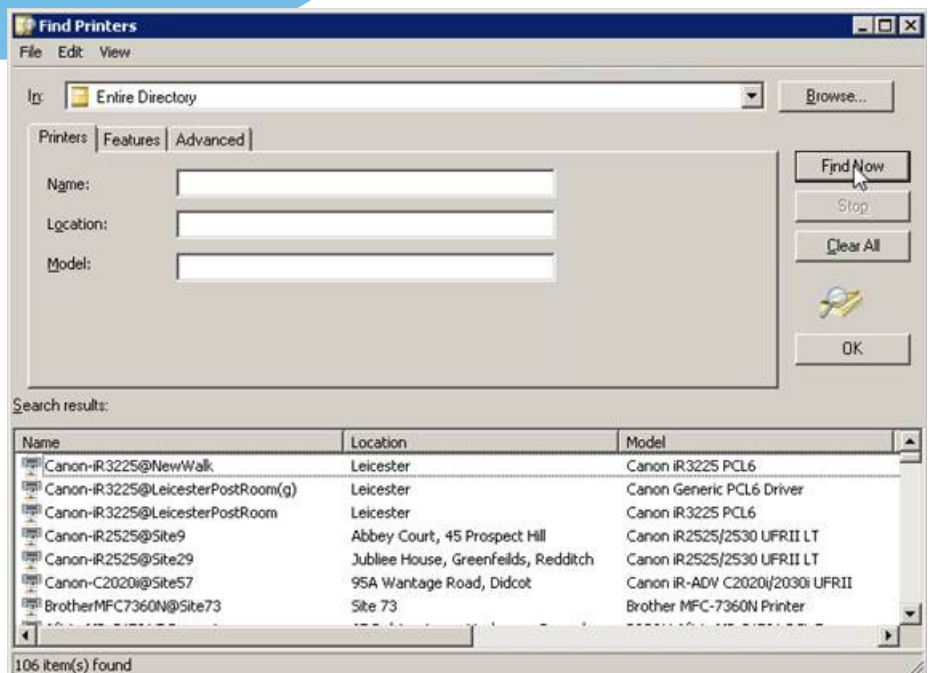 Find Printers
File Edit View
In: Entire Directory Browse...
Printers Features Advanced
Find Now
Name:
Stop
Location:
Clear All
Model:
OK
Search results:
Name Location Model
Canon-iR3225@NewWalk Leicester Canon iR3225 PCL6
Canon-iR3225@LeicesterPostRoom(g) Leicester Canon Generic PCL6 Driver
Canon-iR3225@LeicesterPostRoom Leicester Canon iR3225 PCL6
Canon-iR2525@Site9 Abbey Court, 45 Prospect Hill Canon iR2525/2530 UFRII LT
Canon-iR2525@Site29 Jubliee House, Greenfeilds, Redditch Canon iR2525/2530 UFRII LT
Canon-C2020i@Site57 95A Wantage Road, Didcot Canon iR-ADV C2020i/2030i UFRII
BrotherMFC7360N@Site73 Site 73 Brother MFC-7360N Printer
106 item(s) found